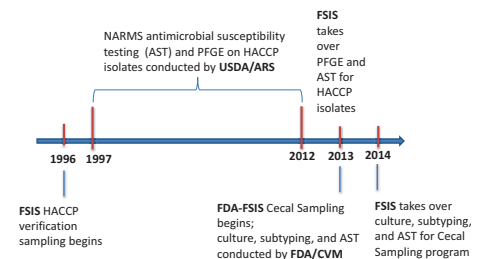 NARMS antimicrobial susceptibility
testing (AST) and PFGE on HACCP
isolates conducted by USDA/ARS
FSIS
takes
over
PFGE and
AST for
HACCP
isolates
1996
1997
2012
2013
2014
FSIS HACCP
verification
sampling begins
FDA-FSIS Cecal Sampling
begins;
culture, subtyping, and AST
conducted by FDA/CVM
FSIS takes over
culture, subtyping,
and AST for Cecal
Sampling program